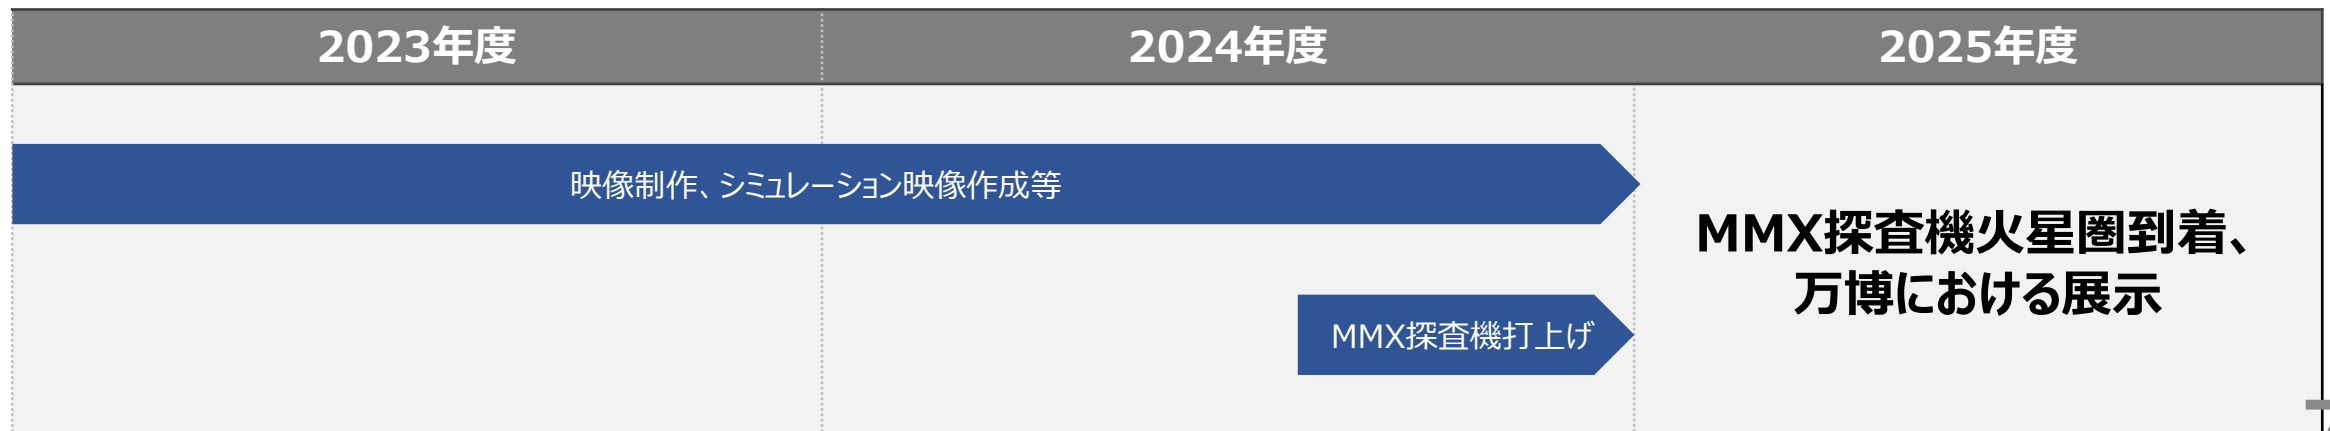 2023年度 2024年度 2025年度
映像制作、シミュレーション映像作成等
MMX探査機火星圏到着、
万博における展示
MMX探査機打上げ